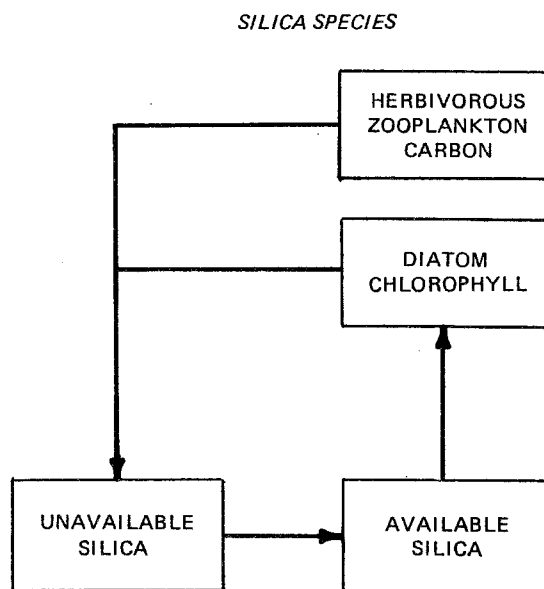 SILICA SPECIES
HERBIVOROUS
ZOOPLANKTON
CARBON
DIATOM
CHLOROPHYLL
UNAVAILABLE
SILICA
AVAILABLE
SILICA